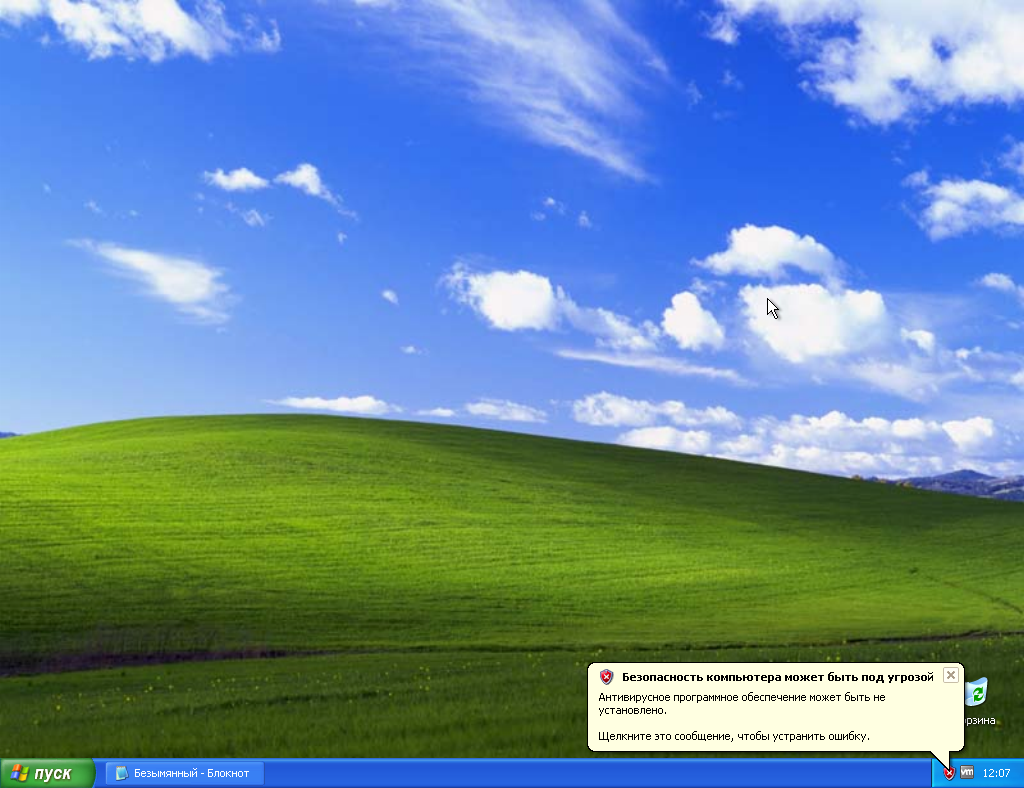 Безопасность компьютера может быть под угрозой
Антивирусное программное обеспечение может быть не
установлено.
Щелкните это сообщение, чтобы устранить ошибку.
пуск
Безымянный - Блокнот
vm
12:07